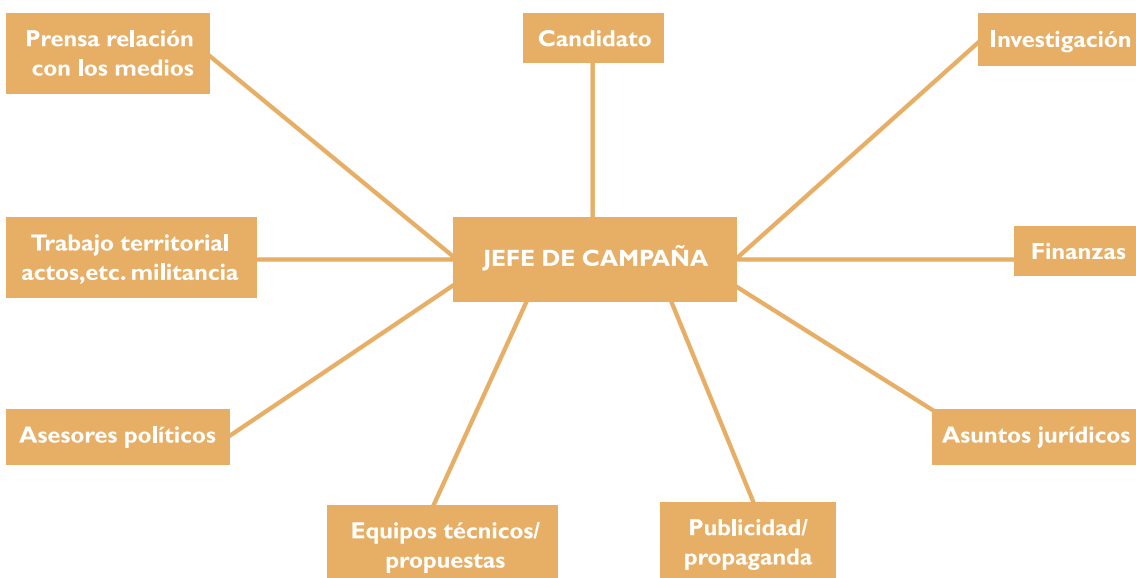 Prensa relación
con los medios
Candidato
Investigación
Trabajo territorial
actos,etc. militancia
JEFE DE CAMPAÑA
Finanzas
Asesores políticos
Asuntos jurídicos
Equipos técnicos/
propuestas
Publicidad/
propaganda